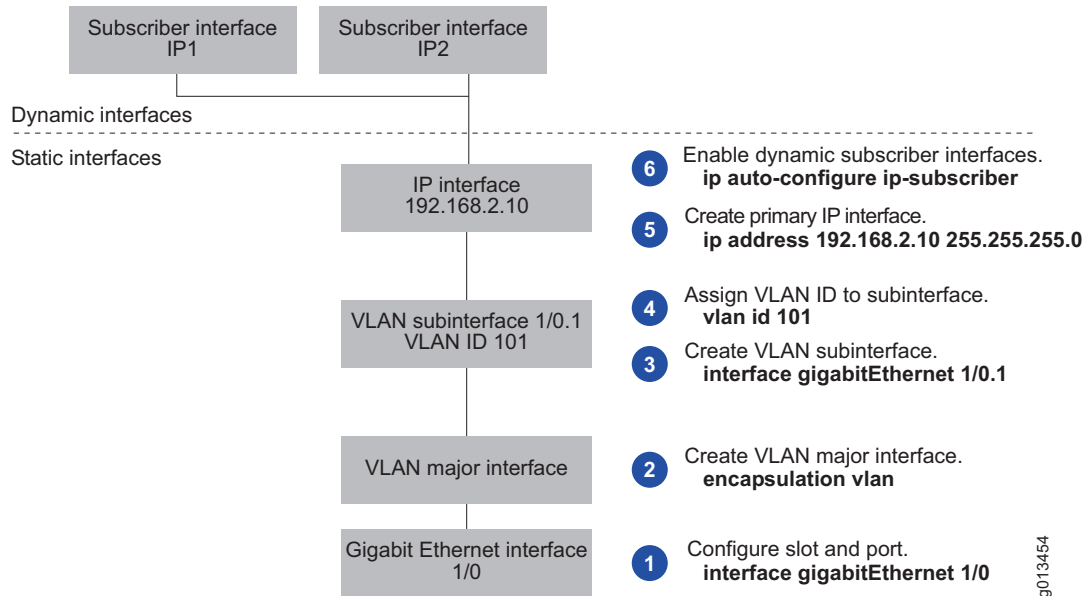 Subscriber interface
IP1
Subscriber interface
IP2
Dynamic interfaces
Static interfaces
IP interface
192.168.2.10
6
Enable dynamic subscriber interfaces.
ip auto-configure ip-subscriber
5
Create primary IP interface.
ip address 192.168.2.10 255.255.255.0
VLAN subinterface 1/0.1
VLAN ID 101
4
Assign VLAN ID to subinterface.
vlan id 101
3
Create VLAN subinterface.
interface gigabitEthernet 1/0.1
VLAN major interface
2
Create VLAN major interface.
encapsulation vlan
Gigabit Ethernet interface
1/0
1
Configure slot and port.
interface gigabitEthernet 1/0
g013454